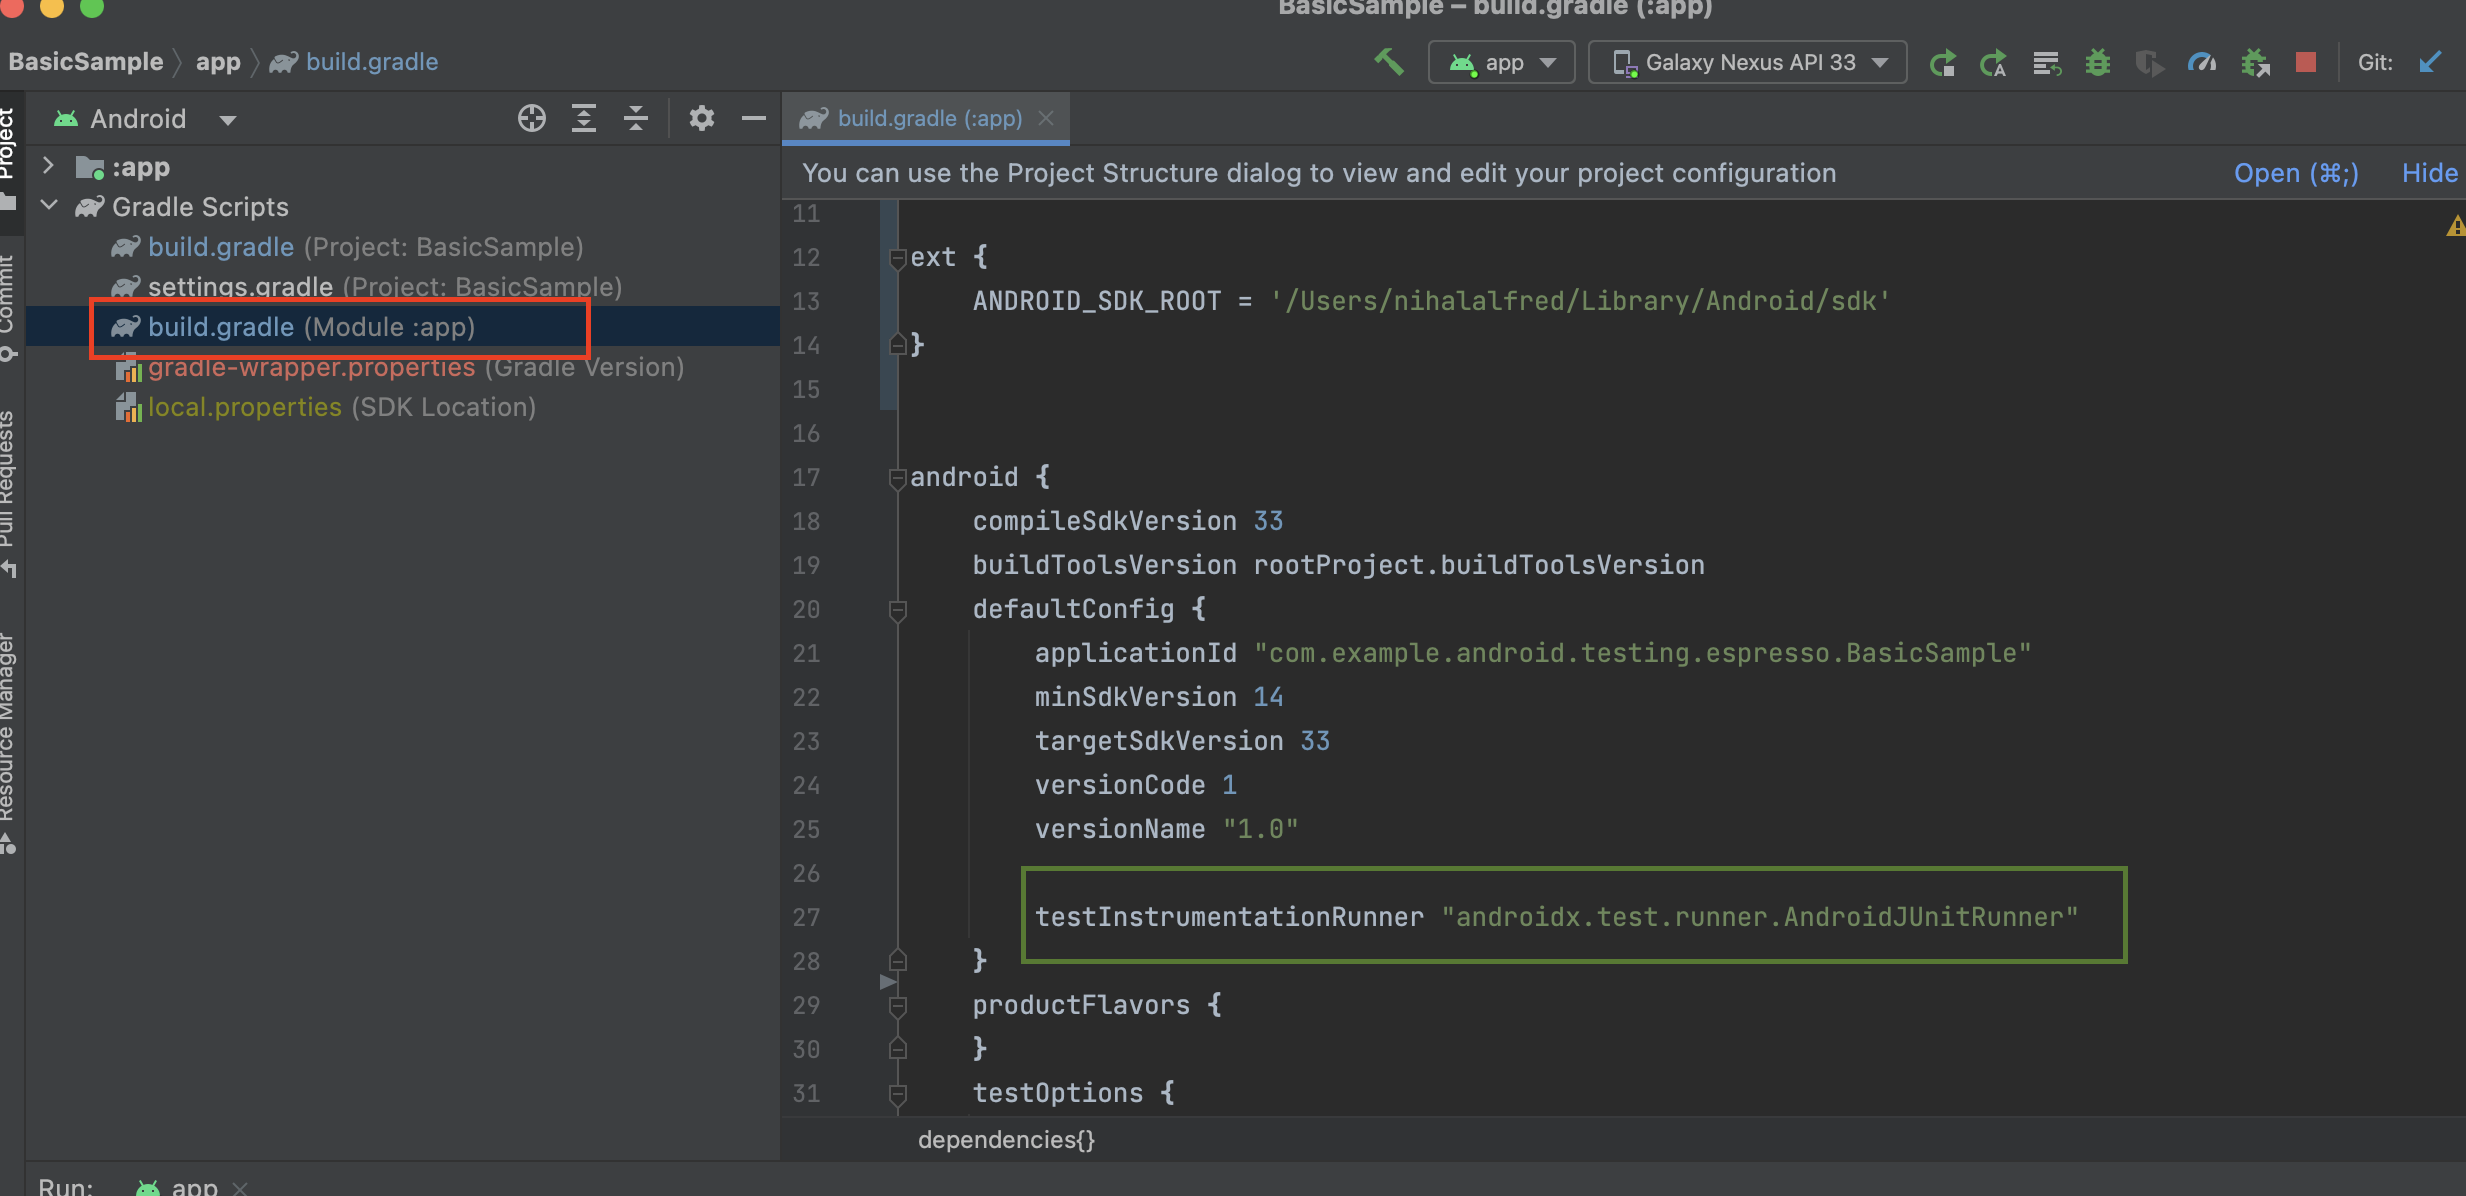 BasicSample – build.gradle (:app)
BasicSample app build.gradle
app Galaxy Nexus API 33 Git:
Project
Commit
Pull Requests
Resource Manager
Android
:app
Gradle Scripts
build.gradle (Project: BasicSample)
settings.gradle (Project: BasicSample)
build.gradle (Module :app)
gradle-wrapper.properties (Gradle Version)
local.properties (SDK Location)
build.gradle (:app)
You can use the Project Structure dialog to view and edit your project configuration Open (⌘;) Hide
11
12 ext {
13 ANDROID_SDK_ROOT = '/Users/nihalalfred/Library/Android/sdk'
14 }
15
16
17 android {
18 compileSdkVersion 33
19 buildToolsVersion rootProject.buildToolsVersion
20 defaultConfig {
21 applicationId "com.example.android.testing.espresso.BasicSample"
22 minSdkVersion 14
23 targetSdkVersion 33
24 versionCode 1
25 versionName "1.0"
26
27 testInstrumentationRunner "androidx.test.runner.AndroidJUnitRunner"
28 }
29 productFlavors {
30 }
31 testOptions {
dependencies{}
Run: app